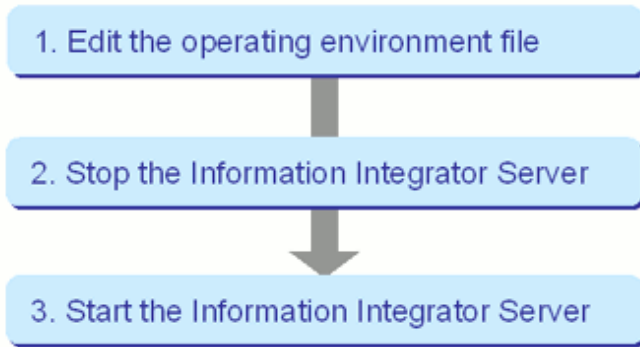 1. Edit the operating environment file
2. Stop the Information Integrator Server
3. Start the Information Integrator Server